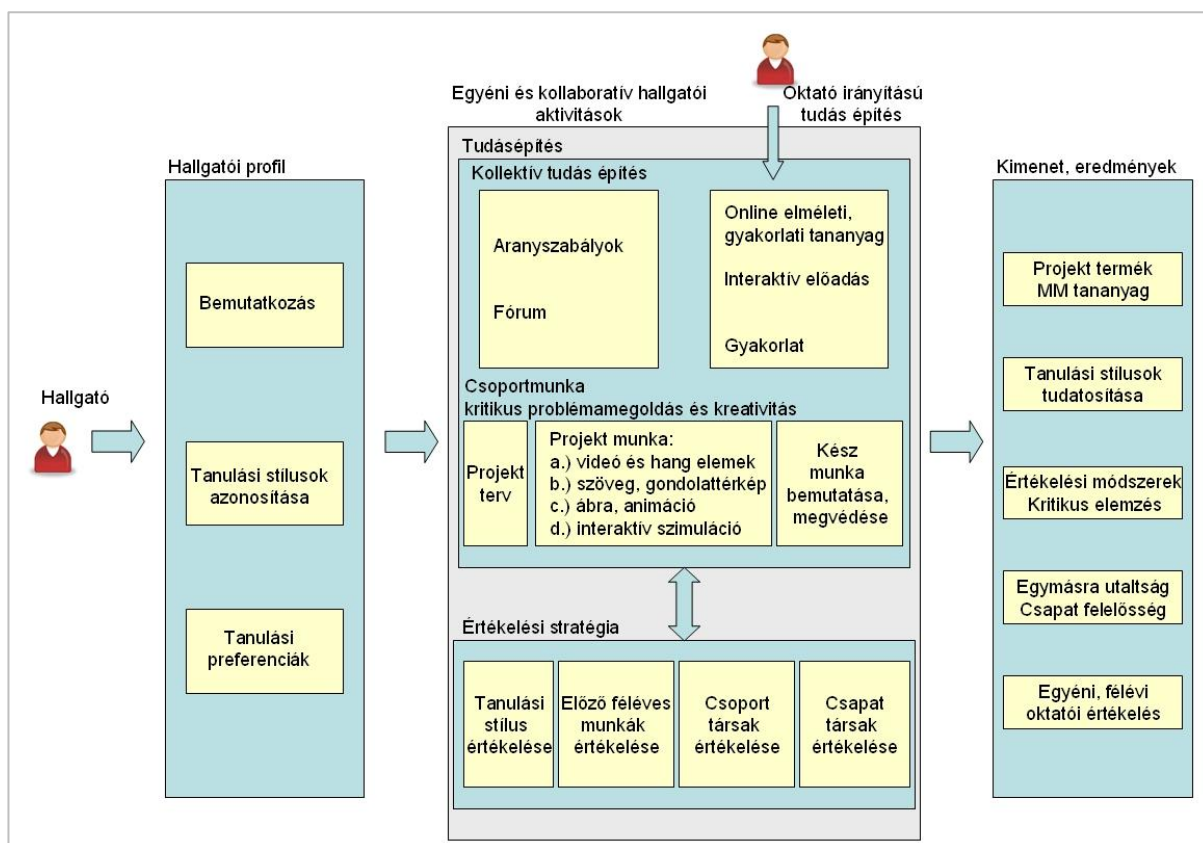 Egyéni és kollaboratív hallgatói
aktivitások
Oktató irányítású
tudás építés
Hallgató
Hallgatói profil
Bemutatkozás
Tanulási stílusok
azonosítása
Tanulási
preferenciák
Tudásépítés
Kollektív tudás építés
Aranyszabályok
Fórum
Online elméleti,
gyakorlati tananyag
Interaktív előadás
Gyakorlat
Csoportmunka
kritikus problémamegoldás és kreativitás
Projekt
terv
Projekt munka:
a.) videó és hang elemek
b.) szöveg, gondolattérkép
c.) ábra, animáció
d.) interaktív szimuláció
Kész
munka
bemutatása,
megvédése
Értékelési stratégia
Tanulási
stílus
értékelése
Előző féléves
munkák
értékelése
Csoport
társak
értékelése
Csapat
társak
értékelése
Kimenet, eredmények
Projekt termék
MM tananyag
Tanulási stílusok
tudatosítása
Értékelési módszerek
Kritikus elemzés
Egymásra utaltság
Csapat felelősség
Egyéni, félévi
oktatói értékelés